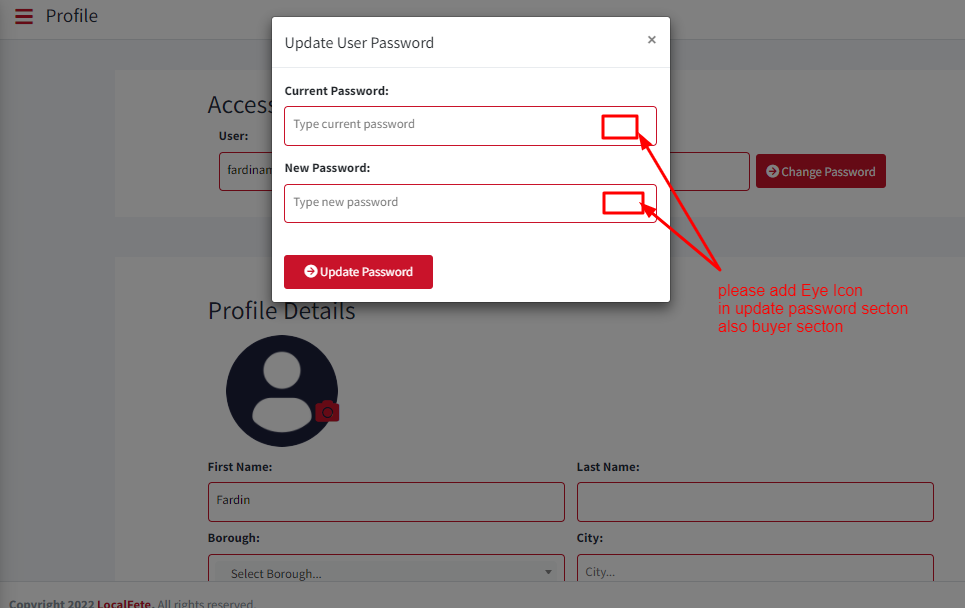 Profile
Update User Password
×
Current Password:
Access
User:
Type current password
New Password:
fardinam
Change Password
Type new password
Update Password
please add Eye Icon
in update password secton
also buyer secton
Profile Details
First Name:
Last Name:
Fardin
Borough:
City:
Select Borough...
City...
Copyright 2022 LocalFete. All rights reserved.